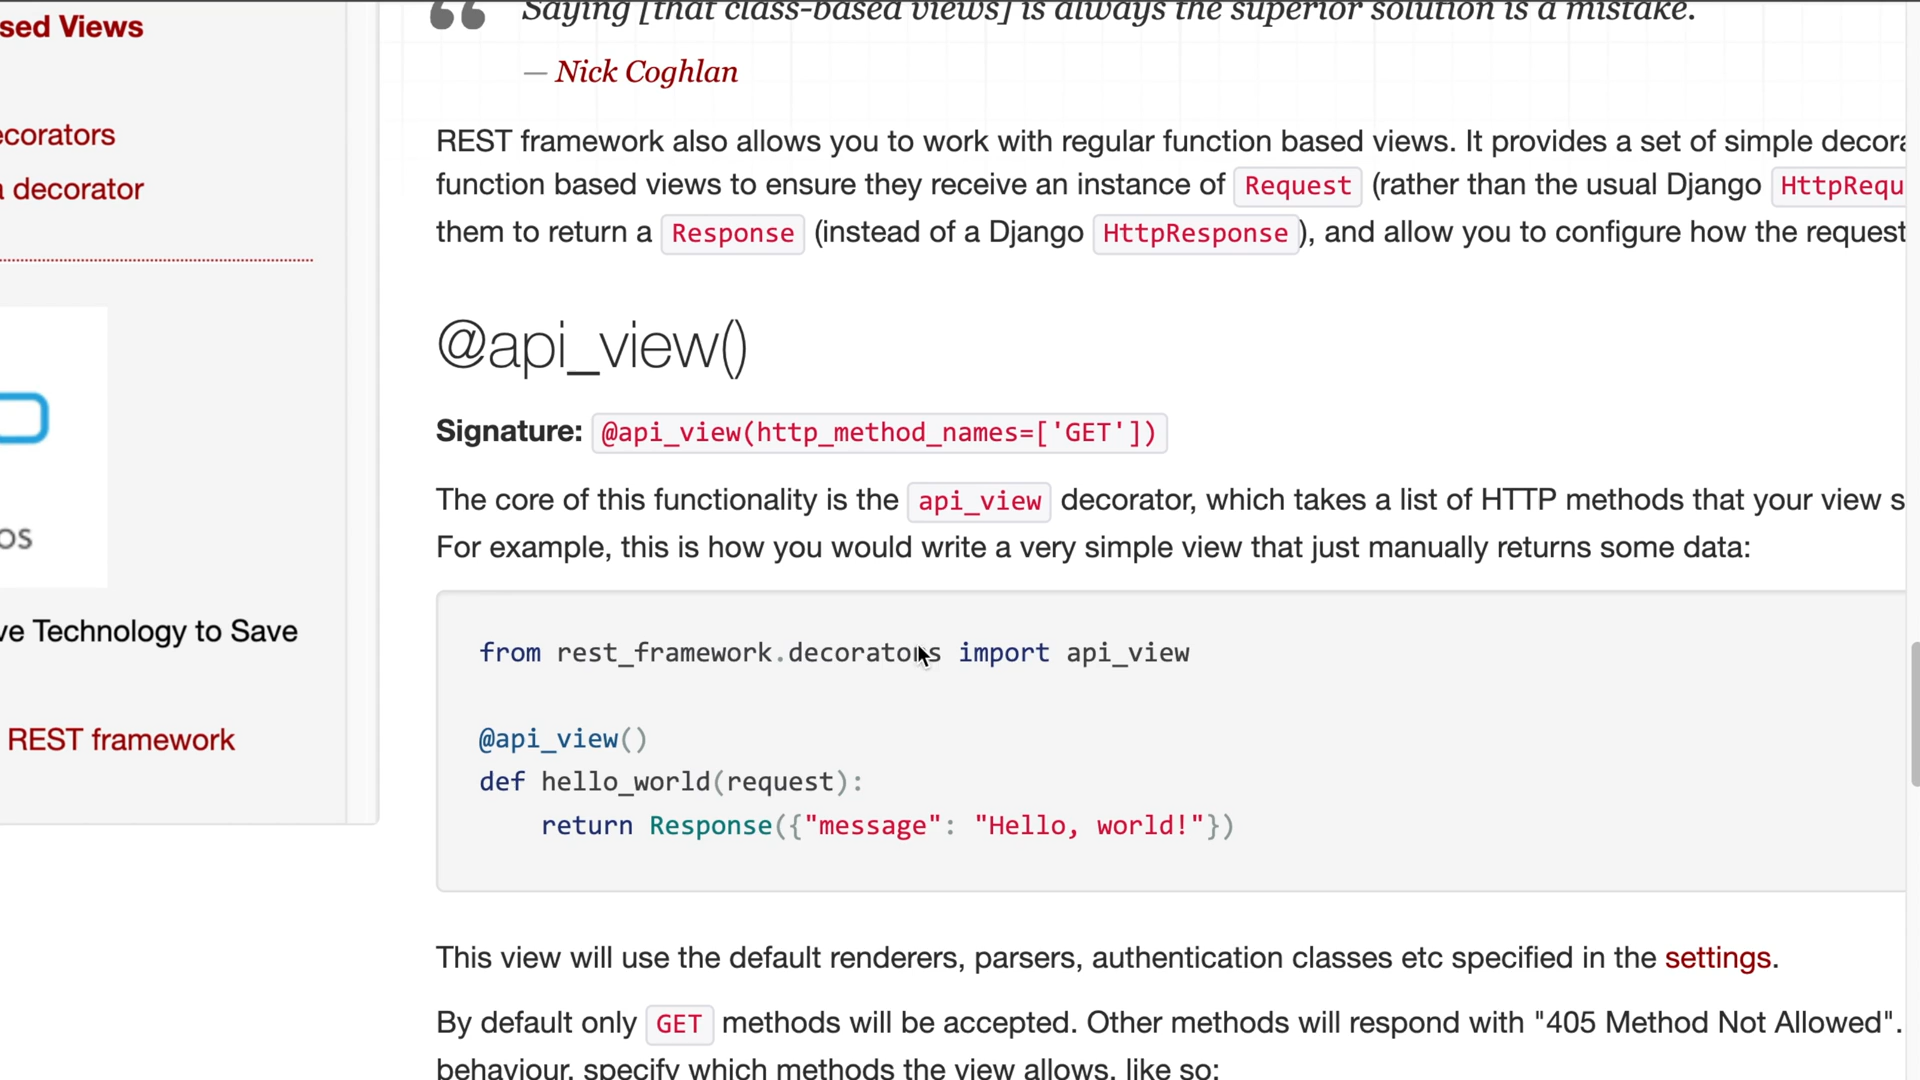 Saying [that class-based views] is always the superior solution is a mistake.
— Nick Coghlan
sed Views
ecorators
a decorator
os
ve Technology to Save
REST framework
REST framework also allows you to work with regular function based views. It provides a set of simple decora
function based views to ensure they receive an instance of Request (rather than the usual Django HttpRequ
them to return a Response (instead of a Django HttpResponse), and allow you to configure how the request
@api_view()
Signature: @api_view(http_method_names=['GET'])
The core of this functionality is the api_view decorator, which takes a list of HTTP methods that your view s
For example, this is how you would write a very simple view that just manually returns some data:
from rest_framework.decorators import api_view
@api_view()
def hello_world(request):
    return Response({"message": "Hello, world!"})
This view will use the default renderers, parsers, authentication classes etc specified in the settings.
By default only GET methods will be accepted. Other methods will respond with "405 Method Not Allowed".
behaviour, specify which methods the view allows, like so: